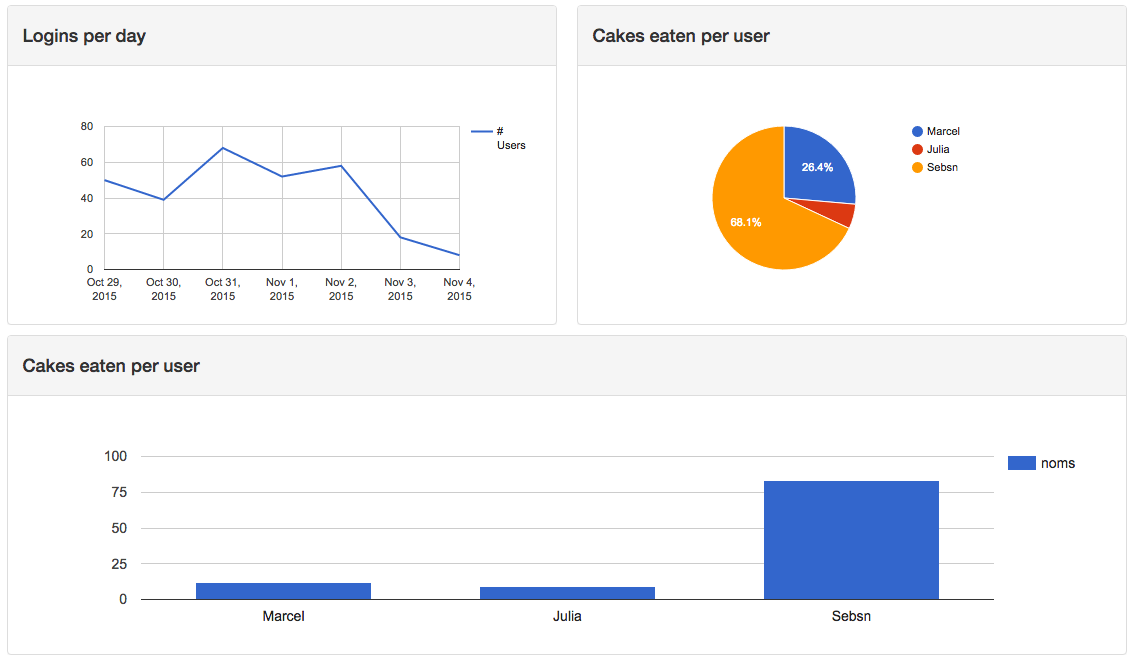 Logins per day
80
60
40
20
0
Oct 29,
2015
Oct 30,
2015
Oct 31,
2015
Nov 1,
2015
Nov 2,
2015
Nov 3,
2015
Nov 4,
2015
#
Users
Cakes eaten per user
26.4%
68.1%
Marcel
Julia
Sebsn
Cakes eaten per user
100
75
50
25
0
Marcel
Julia
Sebsn
noms